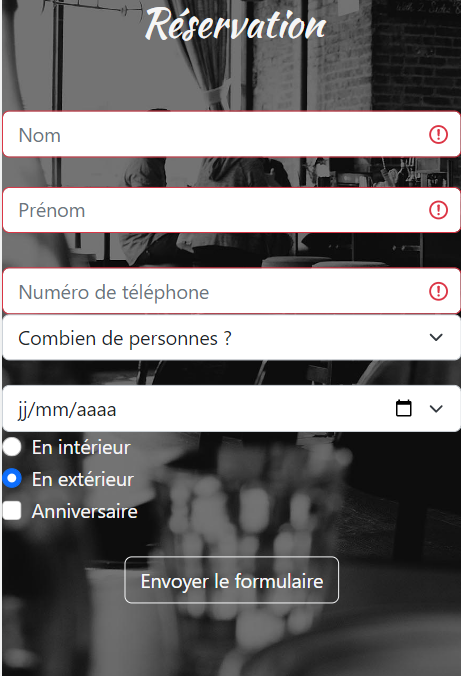 Réservation
Nom
Prénom
Numéro de téléphone
Combien de personnes ?
jj/mm/aaaa
En intérieur
En extérieur
Anniversaire
Envoyer le formulaire